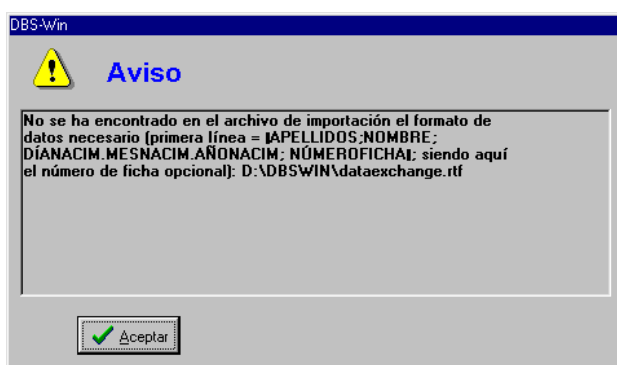 DBS-Win
Aviso
No se ha encontrado en el archivo de importación el formato de
datos necesario (primera línea = ▌APELLIDOS;NOMBRE;
DÍANACIM.MESNACIM.AÑONACIM; NÚMEROFICHA▌; siendo aquí
el número de ficha opcional): D:\DBSWIN\dataexchange.rtf
Aceptar